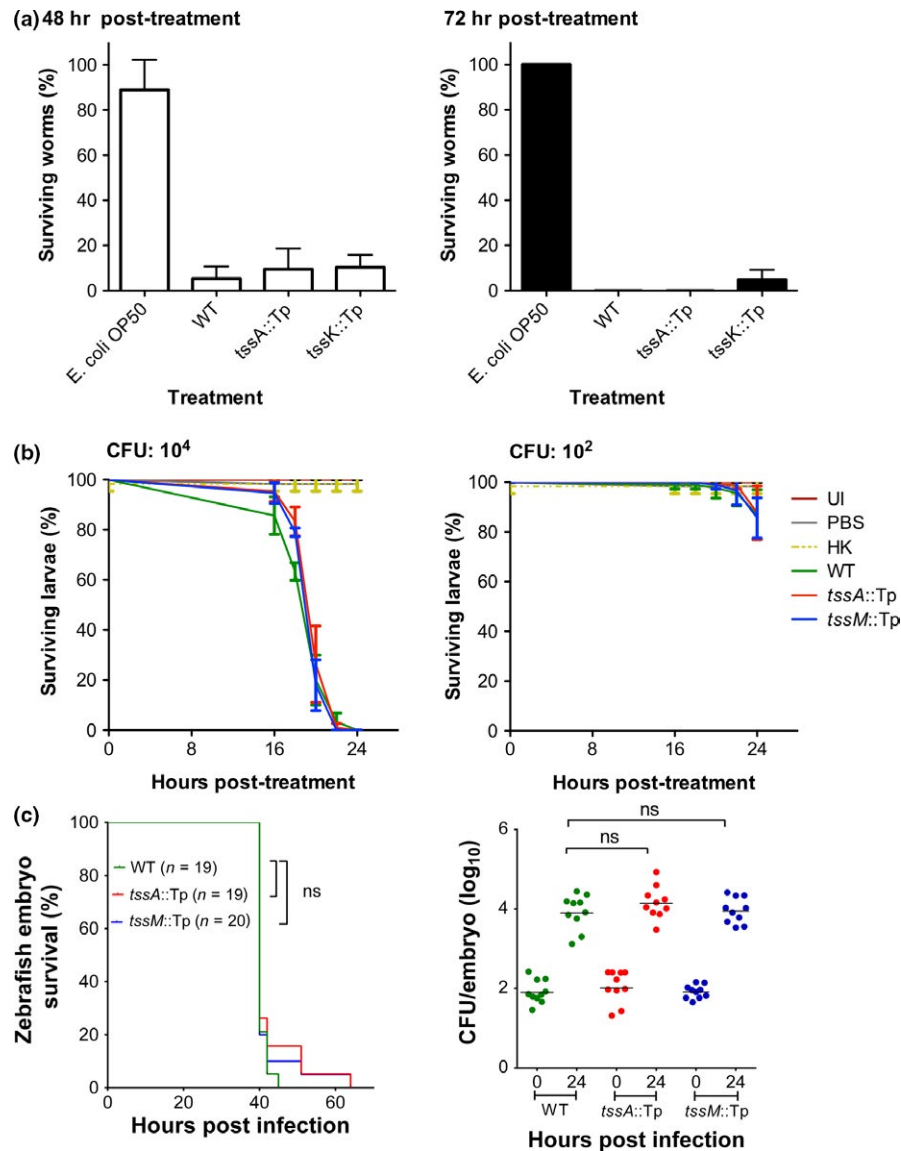 (a) 48 hr post-treatment
72 hr post-treatment
Surviving worms (%)
100
80
60
40
20
0
E. coli OP50
WT
tssA::Tp
tssK::Tp
Treatment
Surviving worms (%)
100
80
60
40
20
0
E. coli OP50
WT
tssA::Tp
tssK::Tp
Treatment
(b) CFU: 10⁴
Surviving larvae (%)
100
80
60
40
20
0
0 8 16 24
Hours post-treatment
CFU: 10²
Surviving larvae (%)
100
80
60
40
20
0
0 8 16 24
Hours post-treatment
UI
PBS
HK
WT
tssA::Tp
tssM::Tp
(c)
Zebrafish embryo
survival (%)
100
80
60
40
20
0
WT (n = 19)
tssA::Tp (n = 19)
tssM::Tp (n = 20)
ns
0 20 40 60
Hours post infection
CFU/embryo (log₁₀)
6
4
2
0
ns
ns
0 24 0 24 0 24
WT tssA::Tp tssM::Tp
Hours post infection